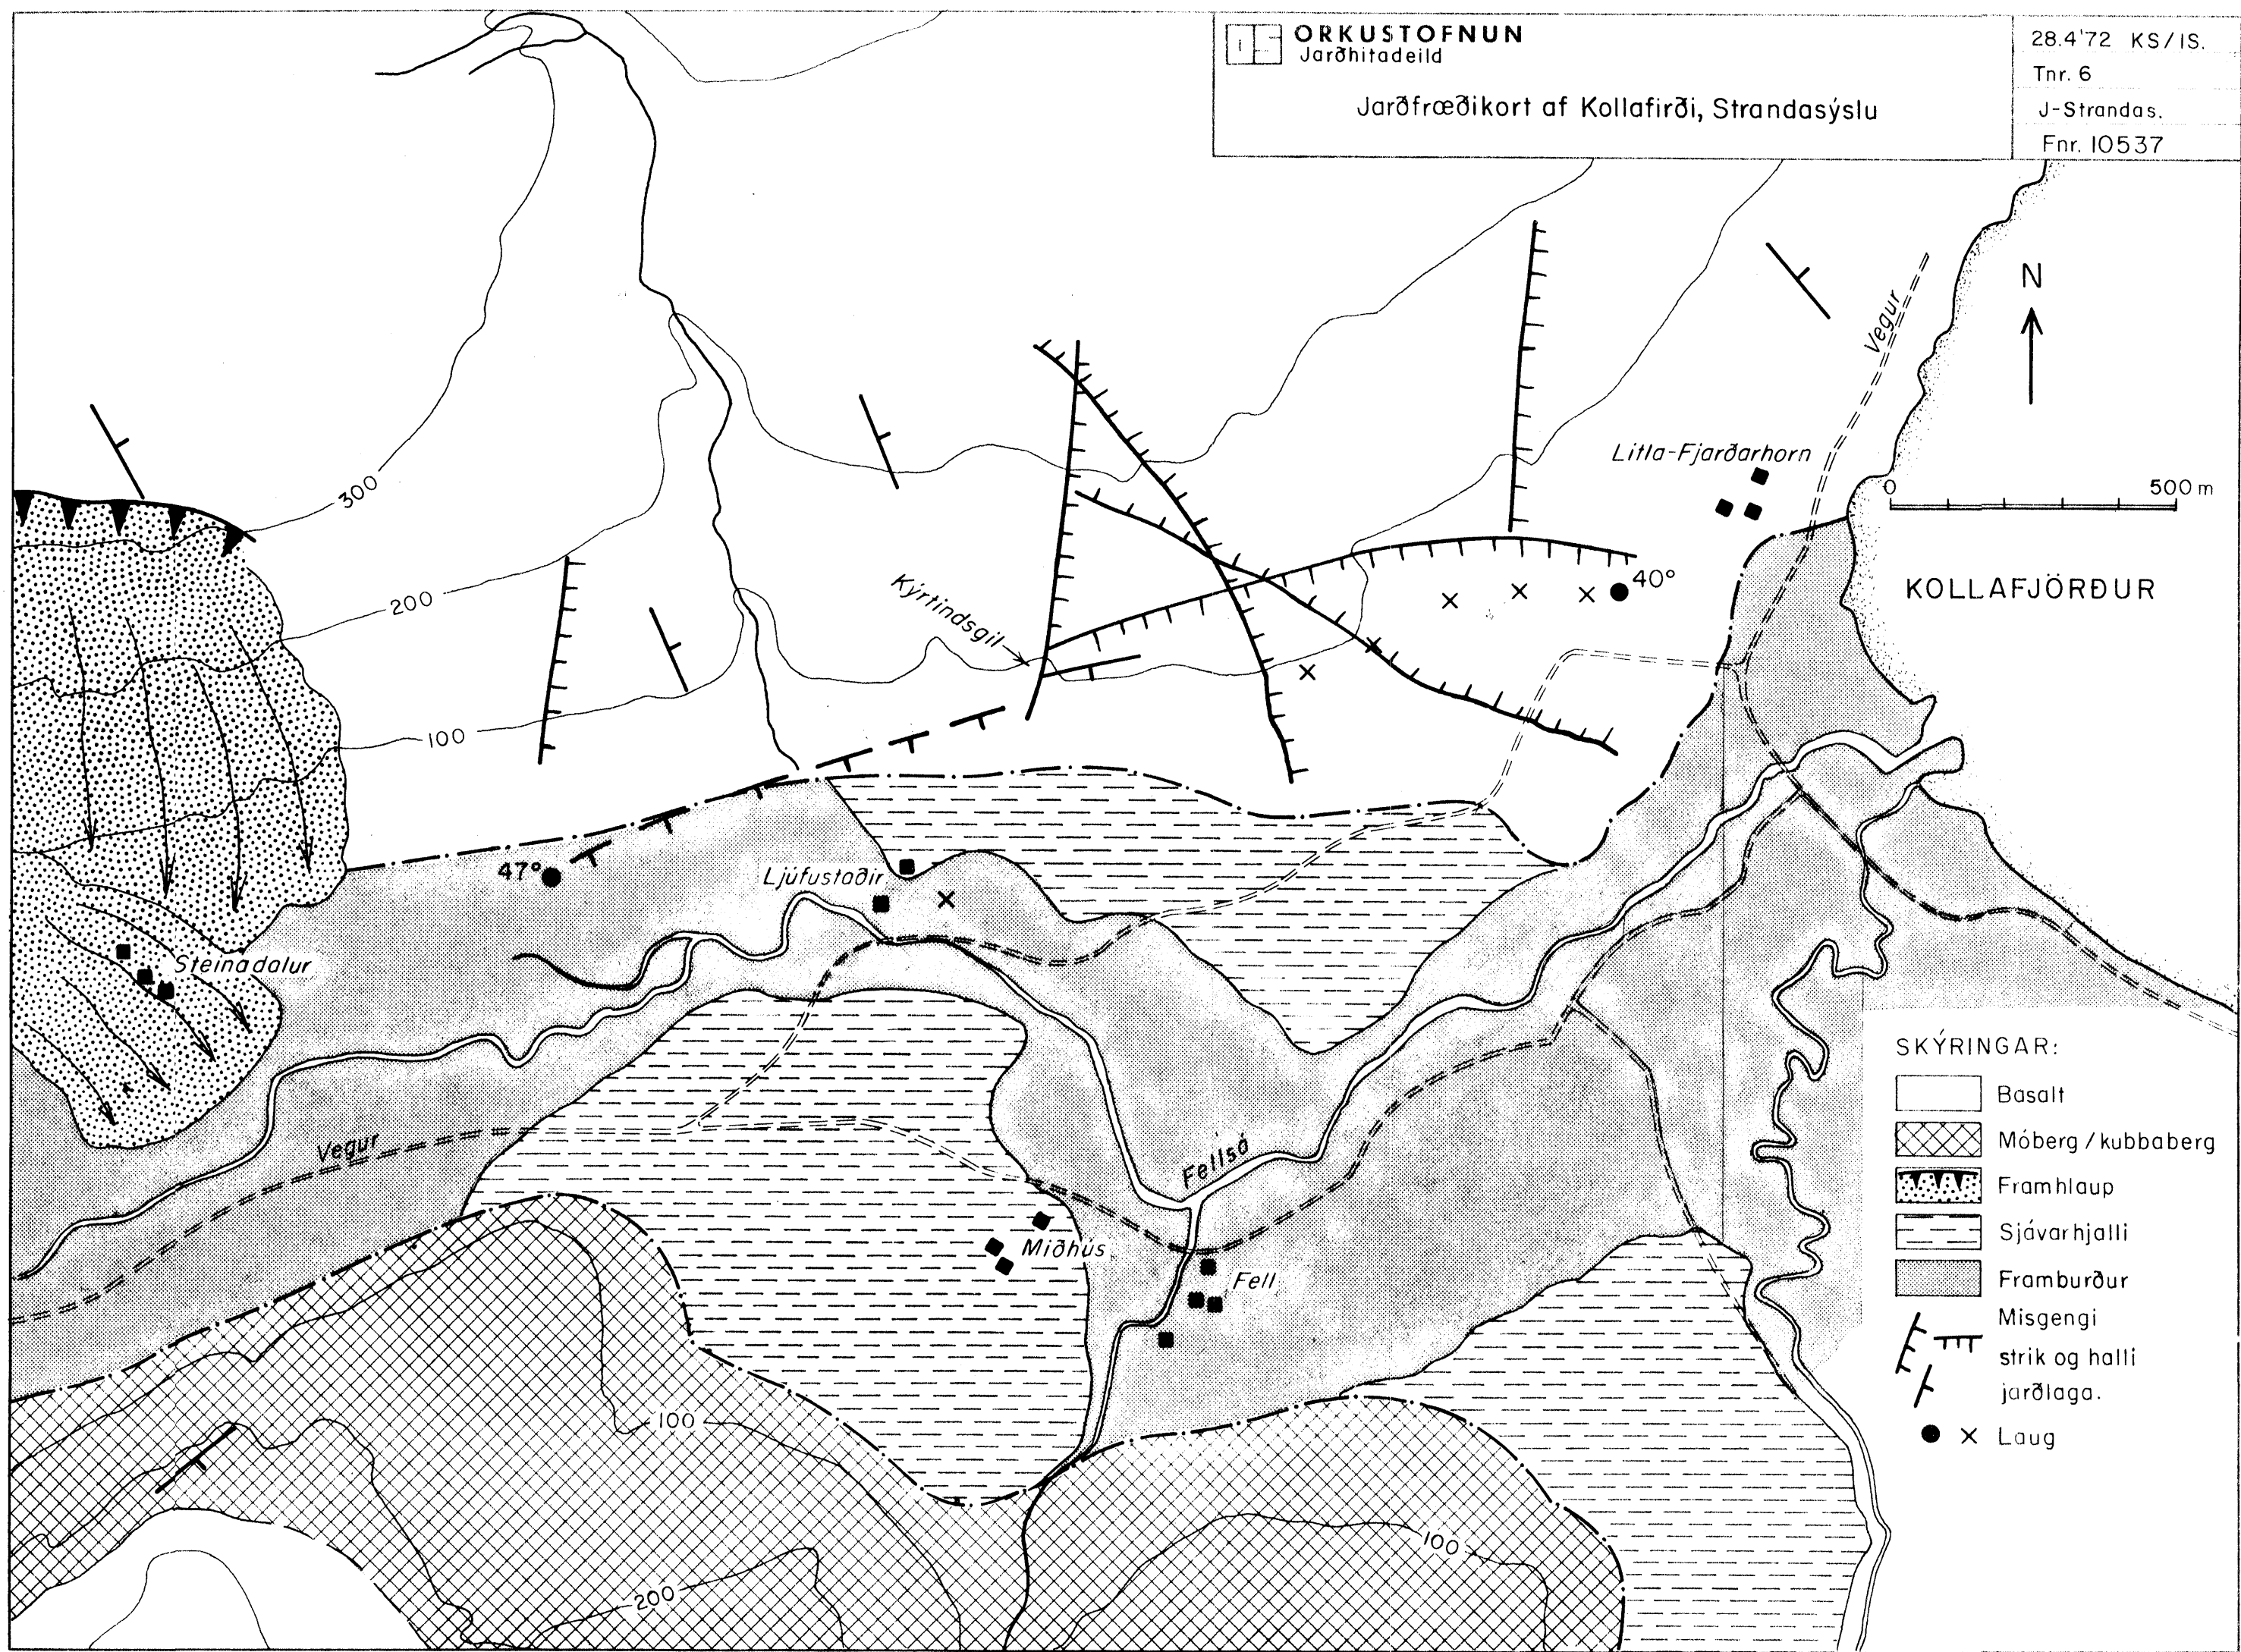 OS ORKUSTOFNUN
Jarðhitadeild
Jarðfræðikort af Kollafirði, Strandasýslu
28.4'72 KS/IS.
Tnr. 6
J-Strandas.
Fnr. 10537
N
Vegur
Litla-Fjarðarhorn
0 500 m
300
200
100
Kýrtindsgil
40°
KOLLAFJÖRÐUR
47°
Ljúfustaðir
Steinadalur
Vegur
Fellsá
Miðhús
Fell
100
200
100
SKÝRINGAR:
Basalt
Móberg / kubbaberg
Framhlaup
Sjávarhjalli
Framburður
Misgengi
strik og halli
jarðlaga.
Laug